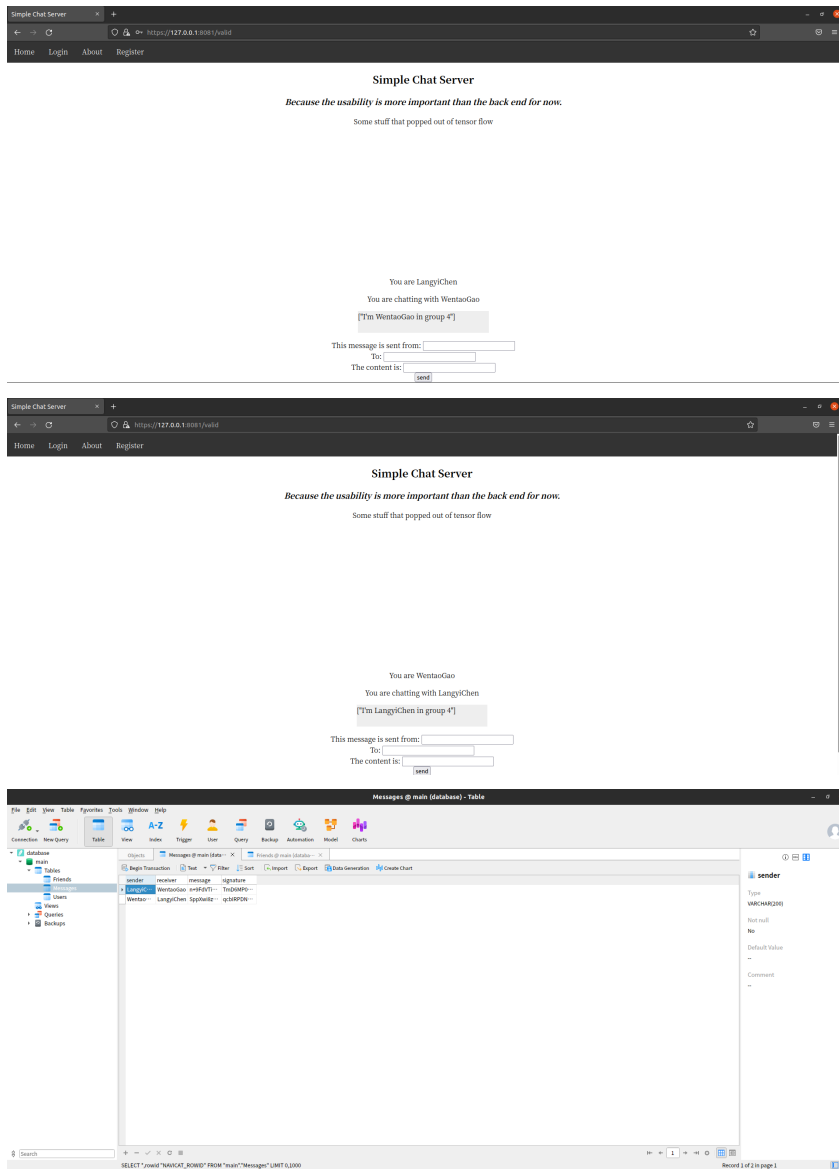 Simple Chat Server × +
https://127.0.0.1:8081/valid
Home Login About Register
Simple Chat Server
Because the usability is more important than the back end for now.
Some stuff that popped out of tensor flow
You are LangyiChen
You are chatting with WentaoGao
["I'm WentaoGao in group 4"]
This message is sent from:
To:
The content is:
send
Simple Chat Server × +
https://127.0.0.1:8081/valid
Home Login About Register
Simple Chat Server
Because the usability is more important than the back end for now.
Some stuff that popped out of tensor flow
You are WentaoGao
You are chatting with LangyiChen
["I'm LangyiChen in group 4"]
This message is sent from:
To:
The content is:
send
Messages @ main (database) - Table
File Edit View Table Favorites Tools Window Help
Connection New Query Table View Index Trigger User Query Backup Automation Model Charts
database
main
Tables
Friends
Messages
Users
Views
Queries
Backups
Objects Messages @ main (data··· × Friends @ main (databa··· ×
Begin Transaction Text Filter Sort Import Export Data Generation Create Chart
sender receiver message signature
LangyiC··· WentaoGao n+9FdVTi··· TmD6MP0···
Wentao··· LangyiChen SppXwi6z··· qcbIRPDN···
sender
Type
VARCHAR(200)
Not null
No
Default Value
--
Comment
--
Search
1
SELECT *,rowid "NAVICAT_ROWID" FROM "main"."Messages" LIMIT 0,1000
Record 1 of 2 in page 1